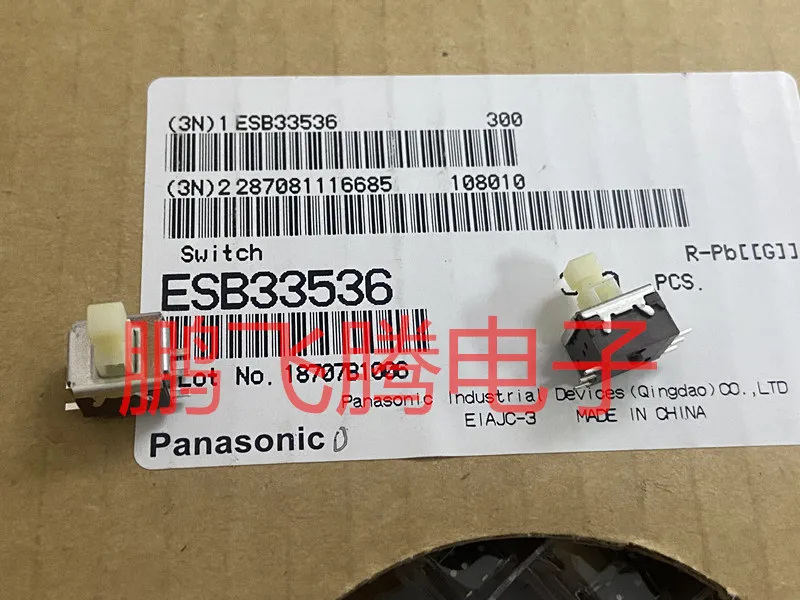 (3N)1 ESB33536 300
(3N)2 287081116685 108010
Switch
R-Pb[[G]]
ESB33536
PCS.
鹏飞腾电子
Lot No. 18707B1006
Panasonic Industrial Devices(Qingdao)CO.,LTD
EIAJC-3 MADE IN CHINA
Panasonic